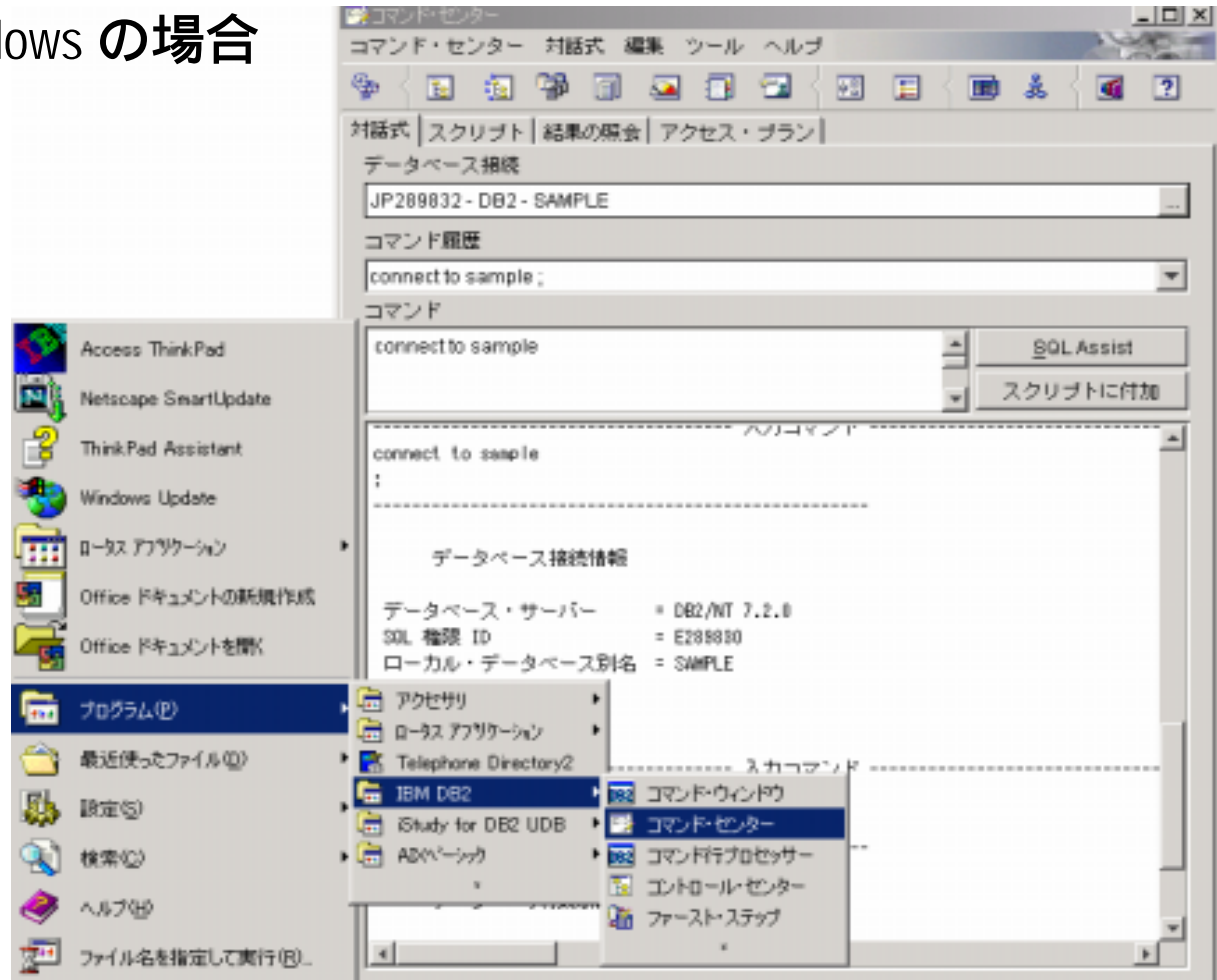 lows の場合
コマンド・センター
コマンド・センター 対話式 編集 ツール ヘルプ
対話式 スクリプト 結果の照会 アクセス・プラン
データベース接続
JP289832 - DB2 - SAMPLE
...
コマンド履歴
connect to sample ;
コマンド
connect to sample
SQL Assist
スクリプトに付加
---------------------------------- 入力コマンド ----------------------------------
connect to sample
;
データベース接続情報
データベース・サーバー = DB2/NT 7.2.0
SQL 権限 ID = E289830
ローカル・データベース別名 = SAMPLE
---------------- 入力コマンド ----------------------------------
Access ThinkPad
Netscape SmartUpdate
ThinkPad Assistant
Windows Update
ロータス アプリケーション
Office ドキュメントの新規作成
Office ドキュメントを開く
プログラム(P)
最近使ったファイル(D)
設定(S)
検索(C)
ヘルプ(H)
ファイル名を指定して実行(R)...
アクセサリ
ロータス アプリケーション
Telephone Directory2
IBM DB2
iStudy for DB2 UDB
コマンド・ウィンドウ
コマンド・センター
コマンド行プロセッサー
コントロール・センター
ファースト・ステップ